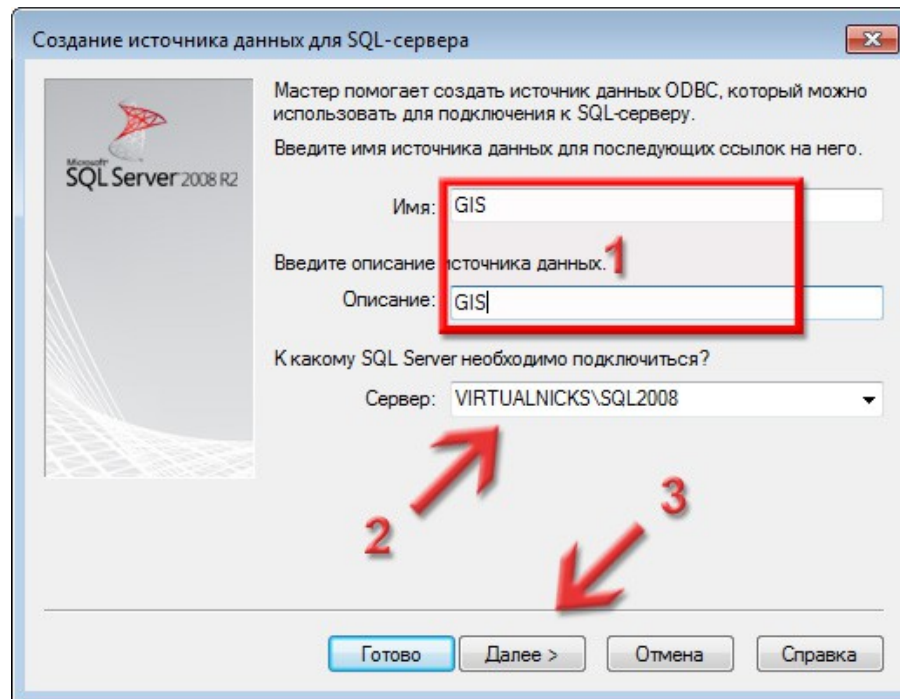 Создание источника данных для SQL-сервера
Microsoft
SQL Server 2008 R2
Мастер помогает создать источник данных ODBC, который можно
использовать для подключения к SQL-серверу.
Введите имя источника данных для последующих ссылок на него.
Имя: GIS
Введите описание источника данных.
1
Описание: GIS
К какому SQL Server необходимо подключиться?
Сервер: VIRTUALNICKS\SQL2008
2
3
Готово
Далее >
Отмена
Справка